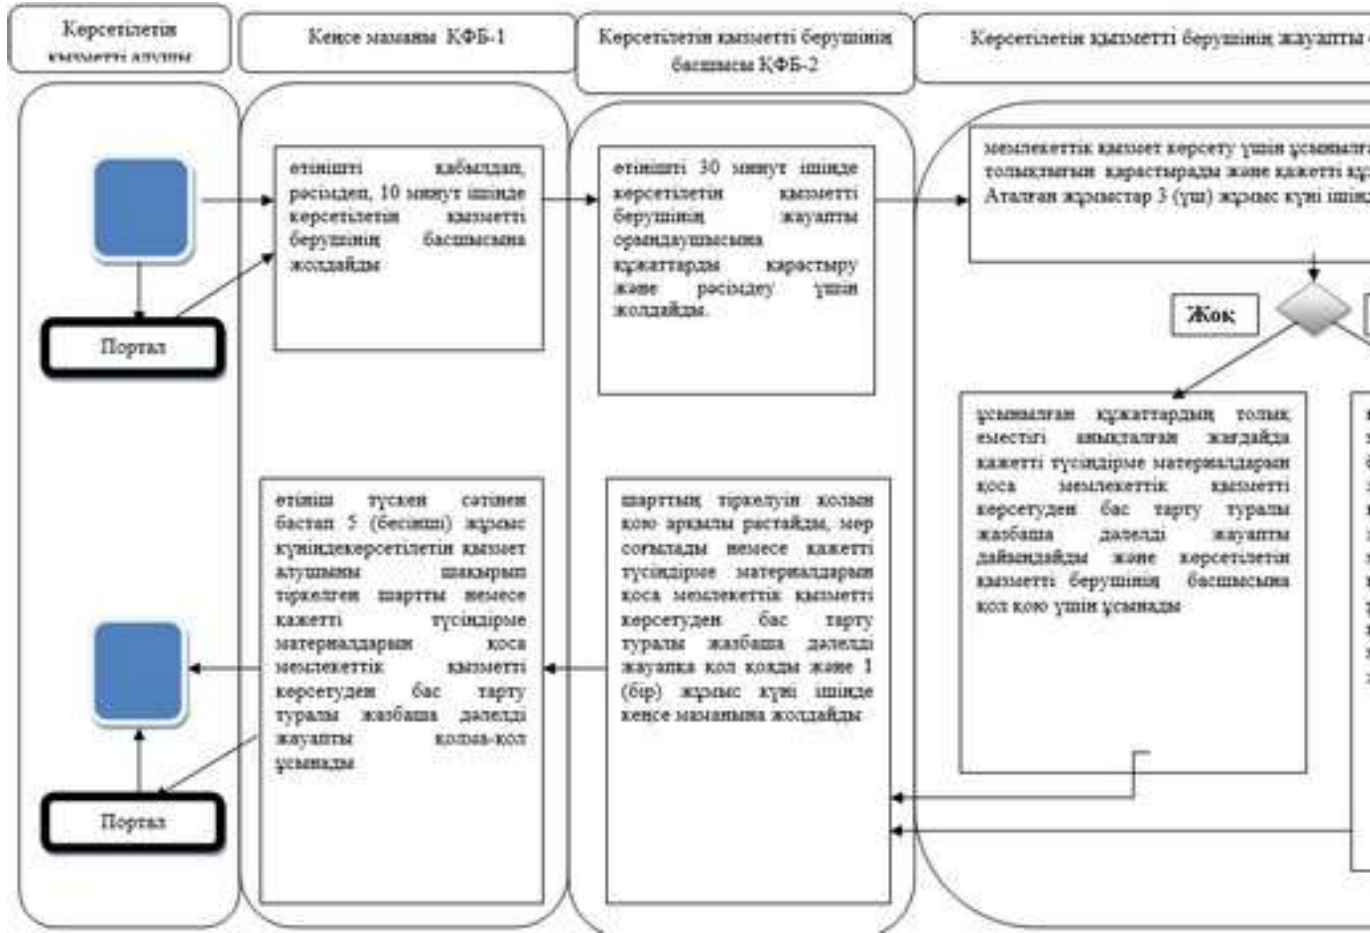 Көрсетілетін
қызметті алушы
Кеңсе маманы ҚФБ-1
Көрсетілетін қызметті берушінің
басшысы ҚФБ-2
Көрсетілетін қызметті берушінің жауапты
өтінішті қабылдап,
рәсімдеп, 10 минут ішінде
көрсетілетін қызметті
берушінің басшысына
жолдайды
өтінішті 30 минут ішінде
көрсетілетін қызметті
берушінің жауапты
орындаушысына
құжаттарды қарастыру
және рәсімдеу үшін
жолдайды.
мемлекеттік қызмет көрсету үшін
толықтығын қарастырады және қажетті
Аталған жұмыстар 3 (үш) жұмыс күні
Портал
Жоқ
ұсынылған құжаттардың толық
еместігі анықталған жағдайда
қажетті түсіндірме материалдарын
қоса мемлекеттік қызметті
көрсетуден бас тарту туралы
жазбаша дәлелді жауапты
дайындайды және көрсетілетін
қызметті берушінің басшысына
қол қою үшін ұсынады
өтініш түскен сәтінен
бастап 5 (бесінші) жұмыс
күніндекөрсетілетін қызмет
алушыны шақырып
тіркелген шартты немесе
қажетті түсіндірме
материалдарын қоса
мемлекеттік қызметті
көрсетуден бас тарту
туралы жазбаша дәлелді
жауапты қолма-қол
ұсынады
шарттың тіркелуін қолын
қою арқылы растайды, мөр
соғылады немесе қажетті
түсіндірме материалдарын
қоса мемлекеттік қызметті
көрсетуден бас тарту
туралы жазбаша дәлелді
жауапқа қол қояды және 1
(бір) жұмыс күні ішінде
кеңсе маманына жолдайды
Портал